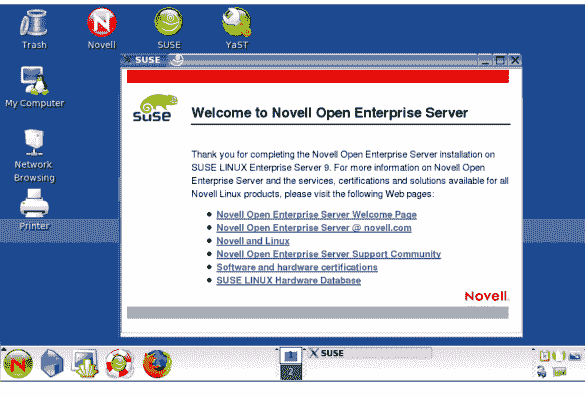 Trash
Novell
SUSE
YaST
SUSE
My Computer
Network
Browsing
Printer
SUSE
Welcome to Novell Open Enterprise Server
Thank you for completing the Novell Open Enterprise Server installation on
SUSE LINUX Enterprise Server 9. For more information on Novell Open
Enterprise Server and the services, certifications and solutions available for all
Novell Linux products, please visit the following Web pages:
Novell Open Enterprise Server Welcome Page
Novell Open Enterprise Server @ novell.com
Novell and Linux
Novell Open Enterprise Server Support Community
Software and hardware certifications
SUSE LINUX Hardware Database
Novell.
1
X SUSE
2